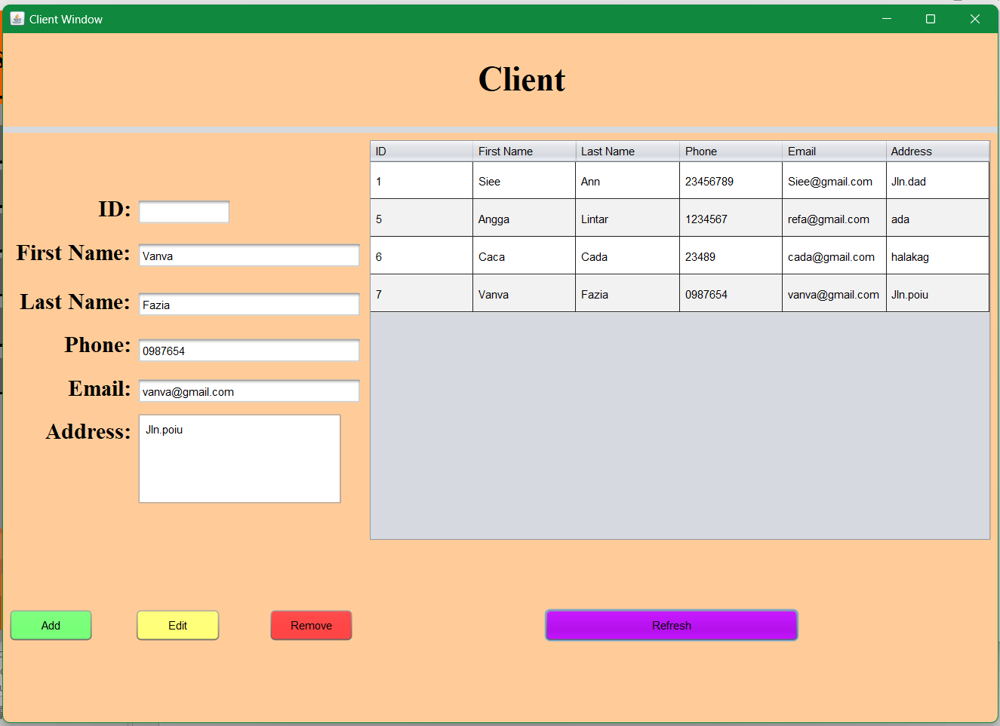 Client Window
Client
ID:
First Name: Vanva
Last Name: Fazia
Phone: 0987654
Email: vanva@gmail.com
Address: Jln.poiu
ID First Name Last Name Phone Email Address
1 Siee Ann 23456789 Siee@gmail.com Jln.dad
5 Angga Lintar 1234567 refa@gmail.com ada
6 Caca Cada 23489 cada@gmail.com halakag
7 Vanva Fazia 0987654 vanva@gmail.com Jln.poiu
Add Edit Remove Refresh